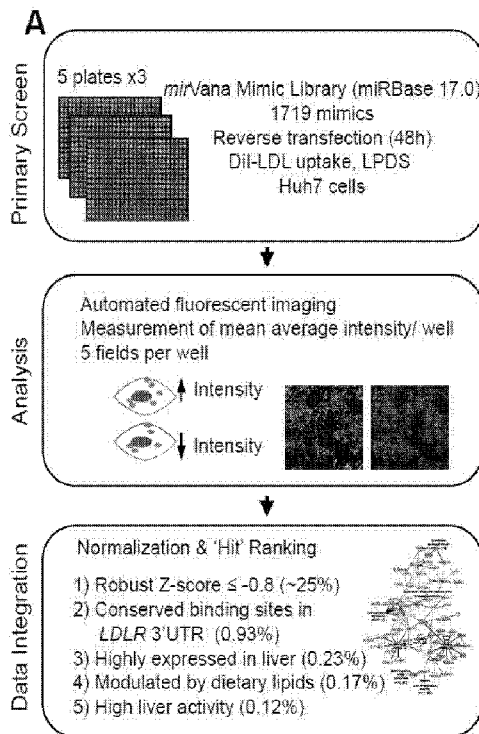 A
Primary Screen
5 plates x3
mirVana Mimic Library (miRBase 17.0)
1719 mimics
Reverse transfection (48h)
DiI-LDL uptake, LPDS
Huh7 cells
Analysis
Automated fluorescent imaging
Measurement of mean average intensity/ well
5 fields per well
Intensity
Intensity
Data Integration
Normalization & 'Hit' Ranking
1) Robust Z-score ≤ -0.8 (~25%)
2) Conserved binding sites in
LDLR 3'UTR (0.93%)
3) Highly expressed in liver (0.23%)
4) Modulated by dietary lipids (0.17%)
5) High liver activity (0.12%)